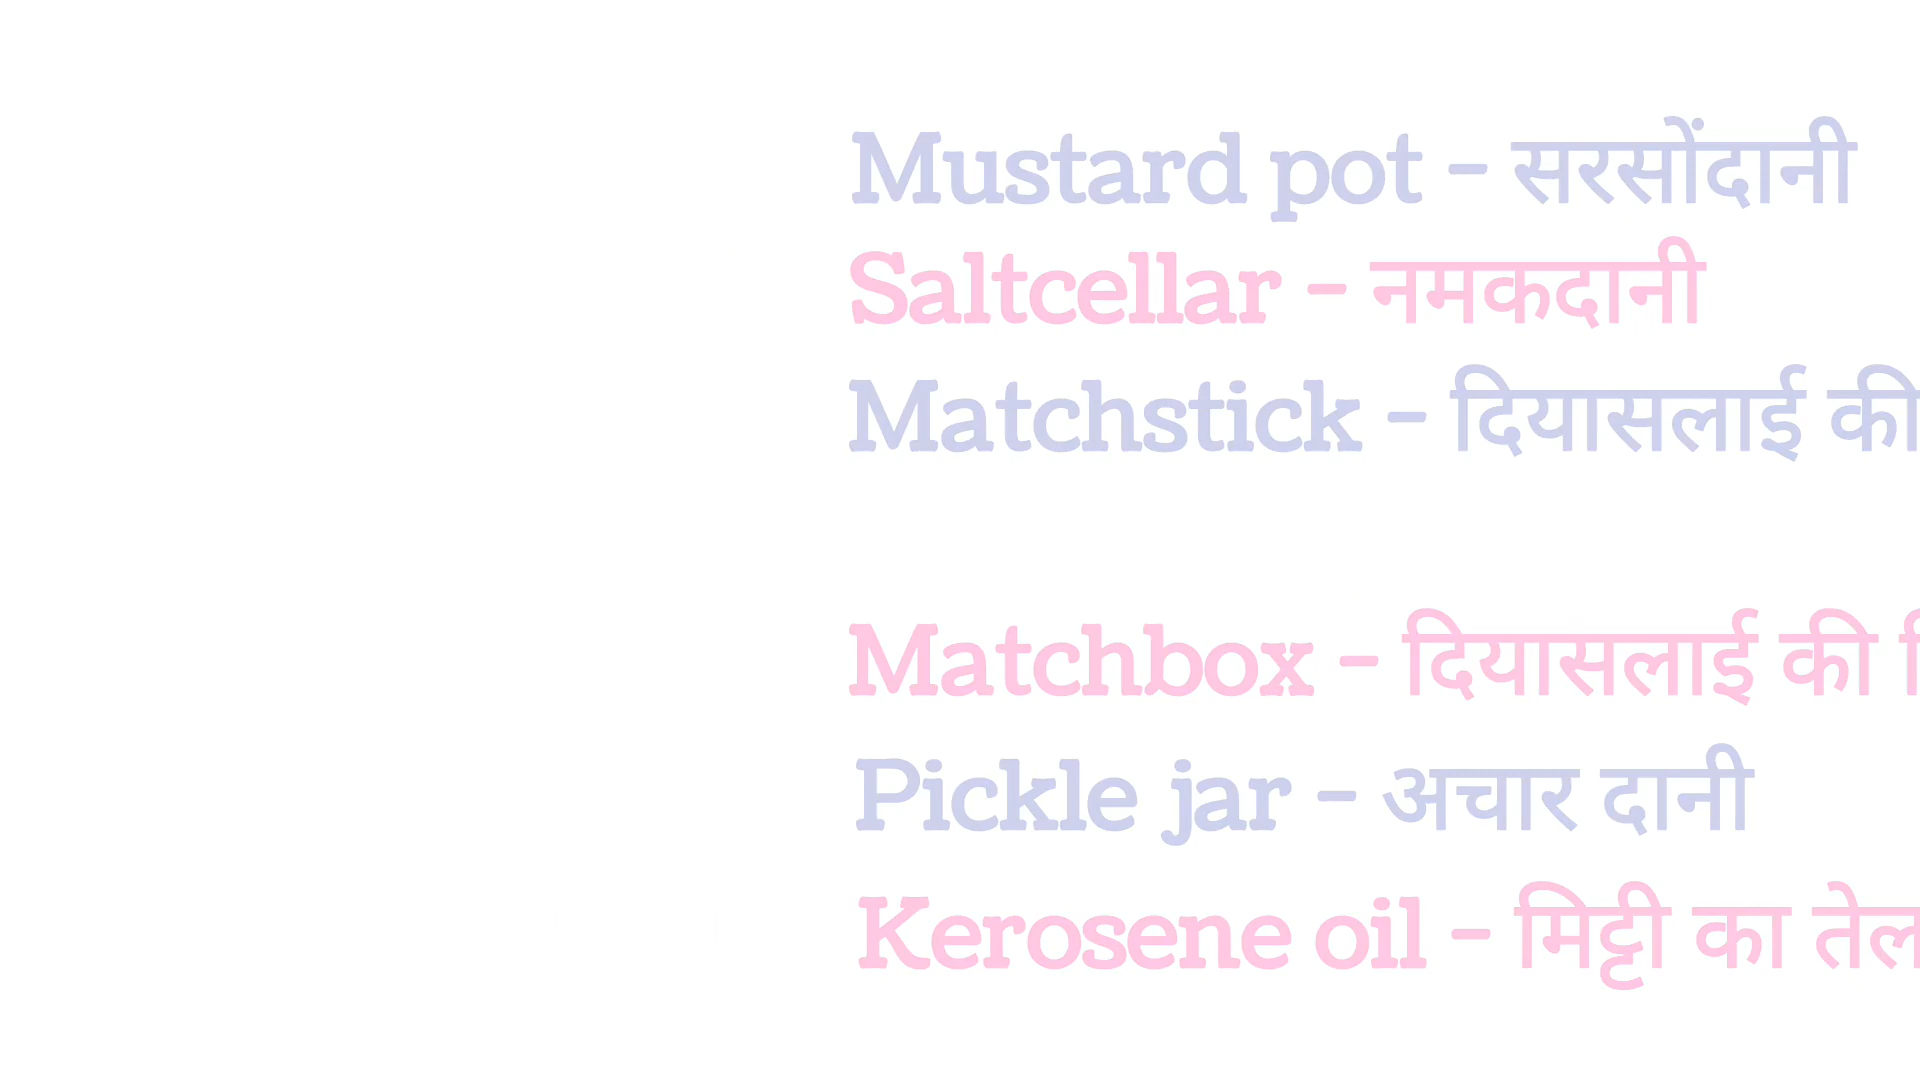 Mustard pot - सरसोंदानी
Saltcellar - नमकदानी
Matchstick - दियासलाई की
Matchbox - दियासलाई की
Pickle jar - अचार दानी
Kerosene oil - मिट्टी का तेल